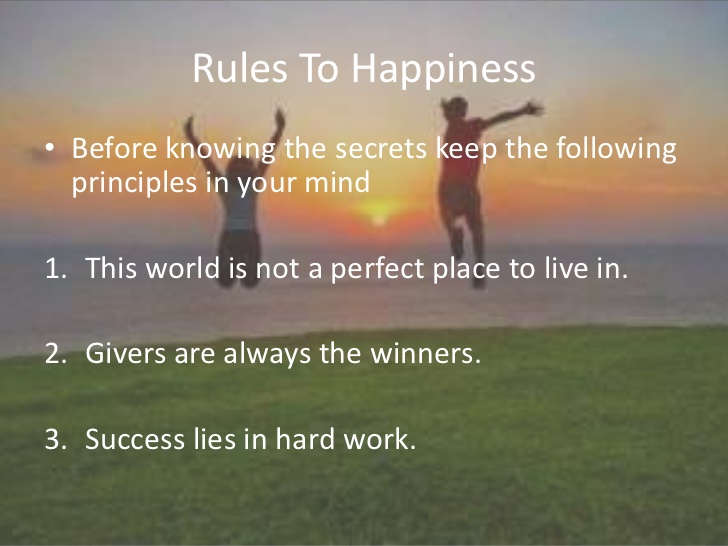 Rules To Happiness
• Before knowing the secrets keep the following
principles in your mind
1. This world is not a perfect place to live in.
2. Givers are always the winners.
3. Success lies in hard work.